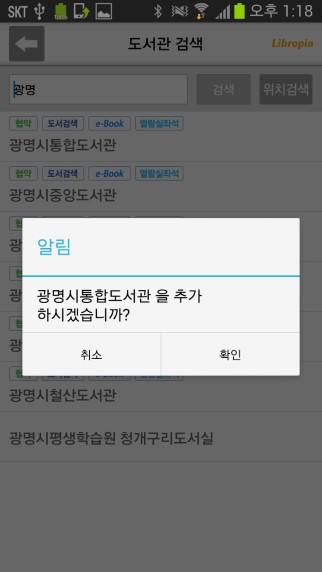 SKT 오후 1:18
도서관 검색
Libropia
광명
검색
위치검색
협약 도서검색 e-Book 열람실좌석
광명시통합도서관
협약 도서검색 e-Book 열람실좌석
광명시중앙도서관
알림
광명시통합도서관 을 추가
하시겠습니까?
취소
확인
광명시철산도서관
광명시평생학습원 청개구리도서실